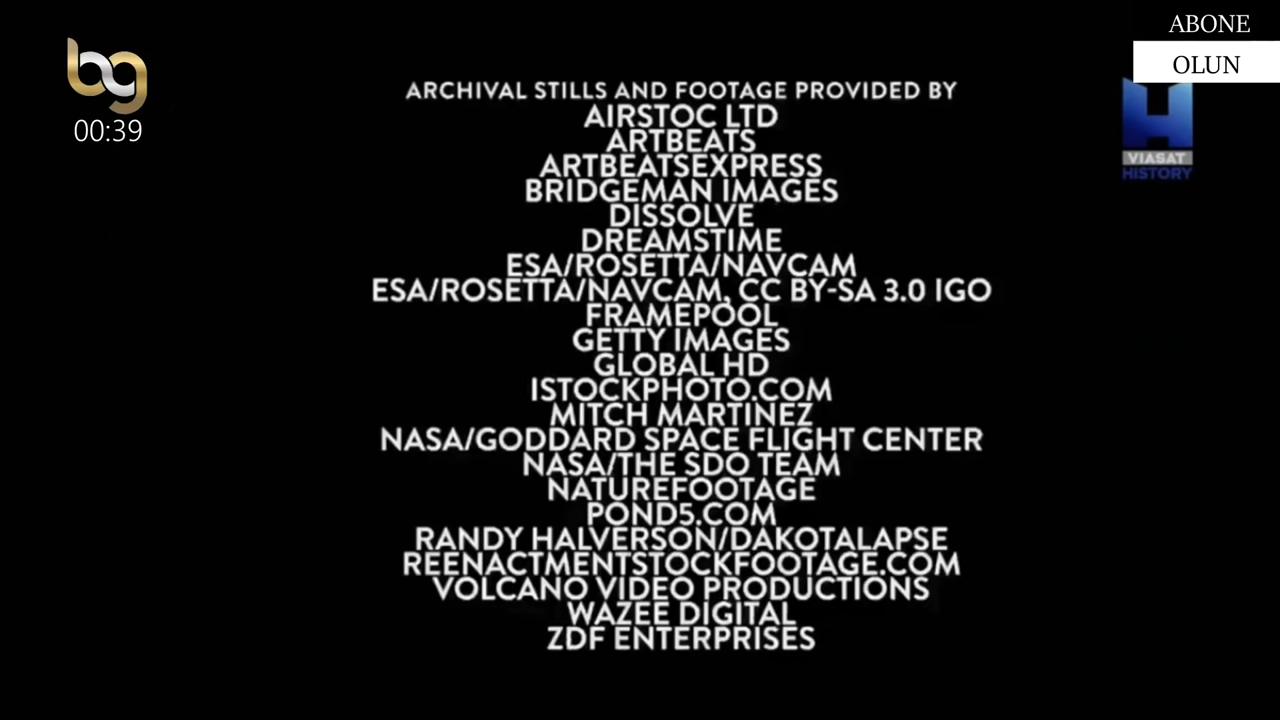 bg
00:39
ABONE
OLUN
H
VIASAT
HISTORY
ARCHIVAL STILLS AND FOOTAGE PROVIDED BY
AIRSTOC LTD
ARTBEATS
ARTBEATSEXPRESS
BRIDGEMAN IMAGES
DISSOLVE
DREAMSTIME
ESA/ROSETTA/NAVCAM
ESA/ROSETTA/NAVCAM, CC BY-SA 3.0 IGO
FRAMEPOOL
GETTY IMAGES
GLOBAL HD
ISTOCKPHOTO.COM
MITCH MARTINEZ
NASA/GODDARD SPACE FLIGHT CENTER
NASA/THE SDO TEAM
NATUREFOOTAGE
POND5.COM
RANDY HALVERSON/DAKOTALAPSE
REENACTMENTSTOCKFOOTAGE.COM
VOLCANO VIDEO PRODUCTIONS
WAZEE DIGITAL
ZDF ENTERPRISES